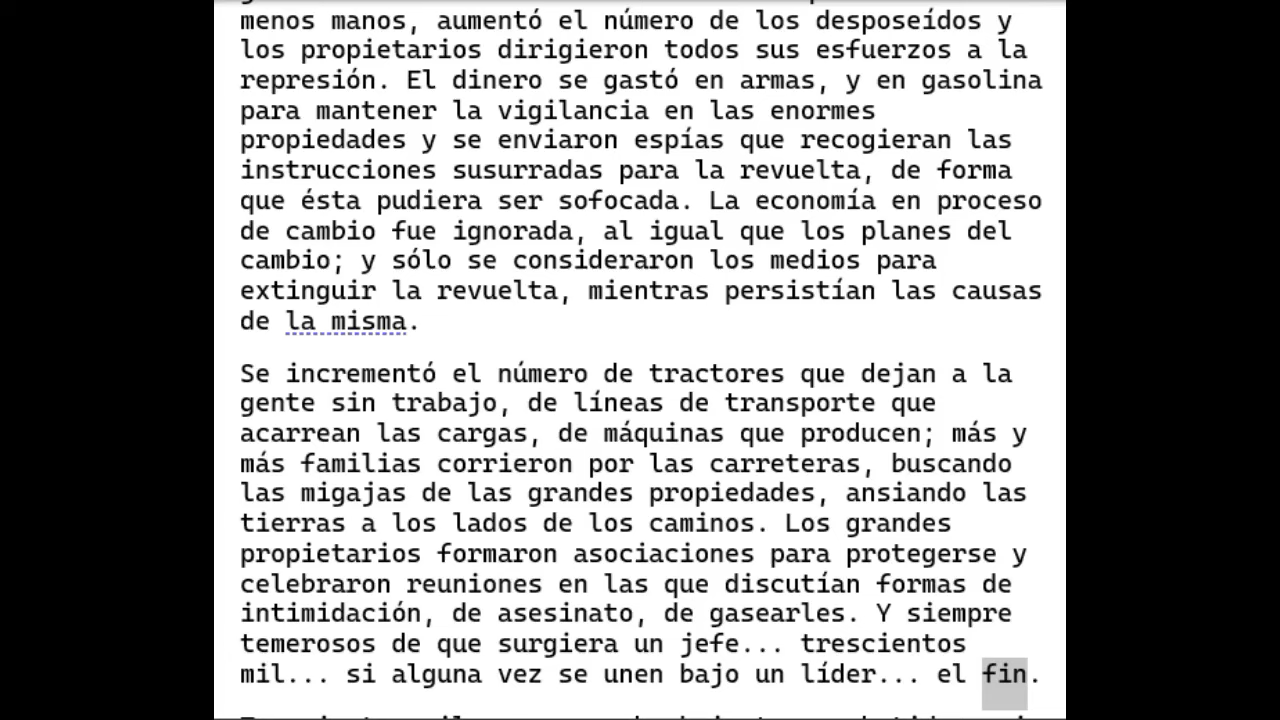 menos manos, aumentó el número de los desposeídos y
los propietarios dirigieron todos sus esfuerzos a la
represión. El dinero se gastó en armas, y en gasolina
para mantener la vigilancia en las enormes
propiedades y se enviaron espías que recogieran las
instrucciones susurradas para la revuelta, de forma
que ésta pudiera ser sofocada. La economía en proceso
de cambio fue ignorada, al igual que los planes del
cambio; y sólo se consideraron los medios para
extinguir la revuelta, mientras persistían las causas
de la misma.
Se incrementó el número de tractores que dejan a la
gente sin trabajo, de líneas de transporte que
acarrean las cargas, de máquinas que producen; más y
más familias corrieron por las carreteras, buscando
las migajas de las grandes propiedades, ansiando las
tierras a los lados de los caminos. Los grandes
propietarios formaron asociaciones para protegerse y
celebraron reuniones en las que discutían formas de
intimidación, de asesinato, de gasearles. Y siempre
temerosos de que surgiera un jefe... trescientos
mil... si alguna vez se unen bajo un líder... el fin.